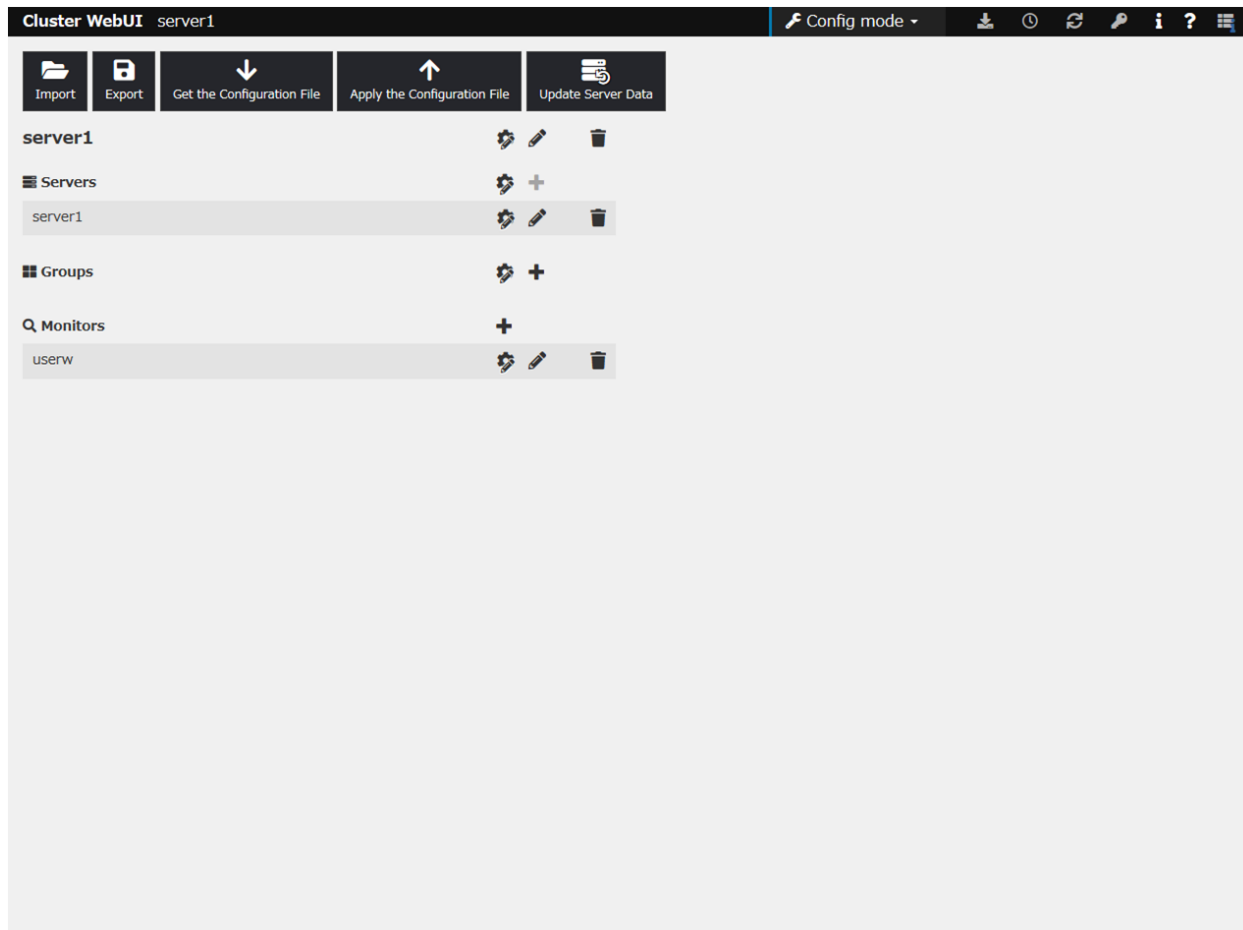 Cluster WebUI server1 Config mode
Import Export Get the Configuration File Apply the Configuration File Update Server Data
server1
Servers
server1
Groups
Monitors
userw